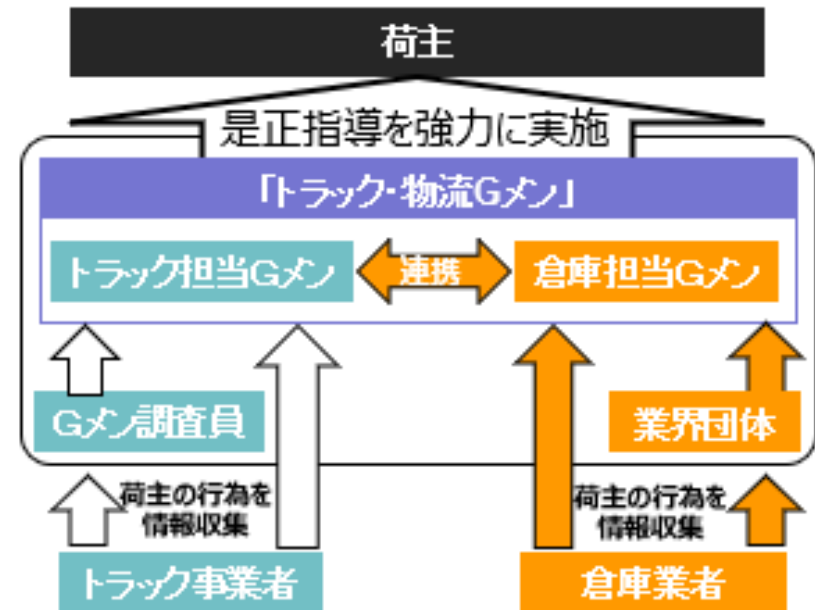 荷主
是正指導を強力に実施
「トラック・物流Gメン」
トラック担当Gメン
連携
倉庫担当Gメン
Gメン調査員
業界団体
荷主の行為を
情報収集
荷主の行為を
情報収集
トラック事業者
倉庫業者